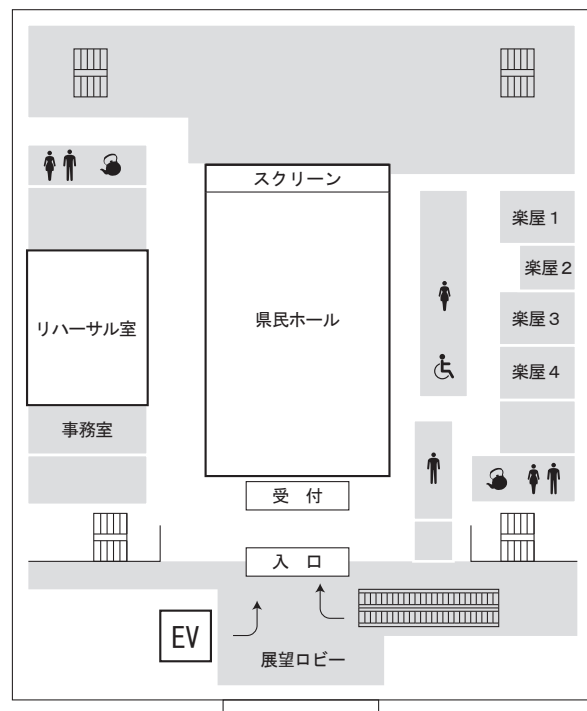 スクリーン
楽屋1
楽屋2
リハーサル室
県民ホール
楽屋3
楽屋4
事務室
受 付
入 口
EV
展望ロビー